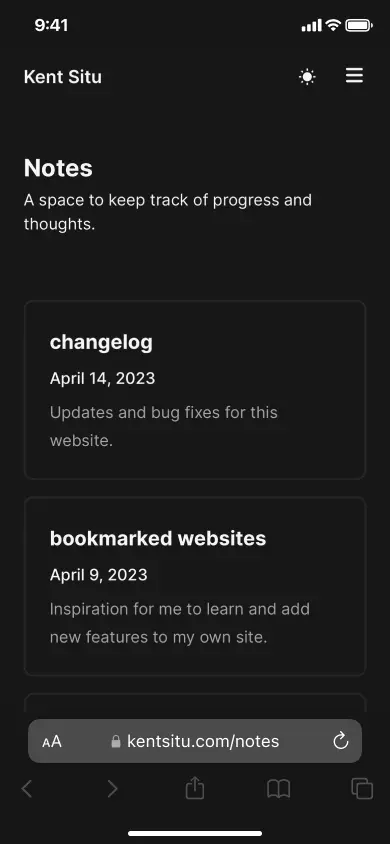 9:41
Kent Situ
Notes
A space to keep track of progress and
thoughts.
changelog
April 14, 2023
Updates and bug fixes for this
website.
bookmarked websites
April 9, 2023
Inspiration for me to learn and add
new features to my own site.
AA
kentsitu.com/notes